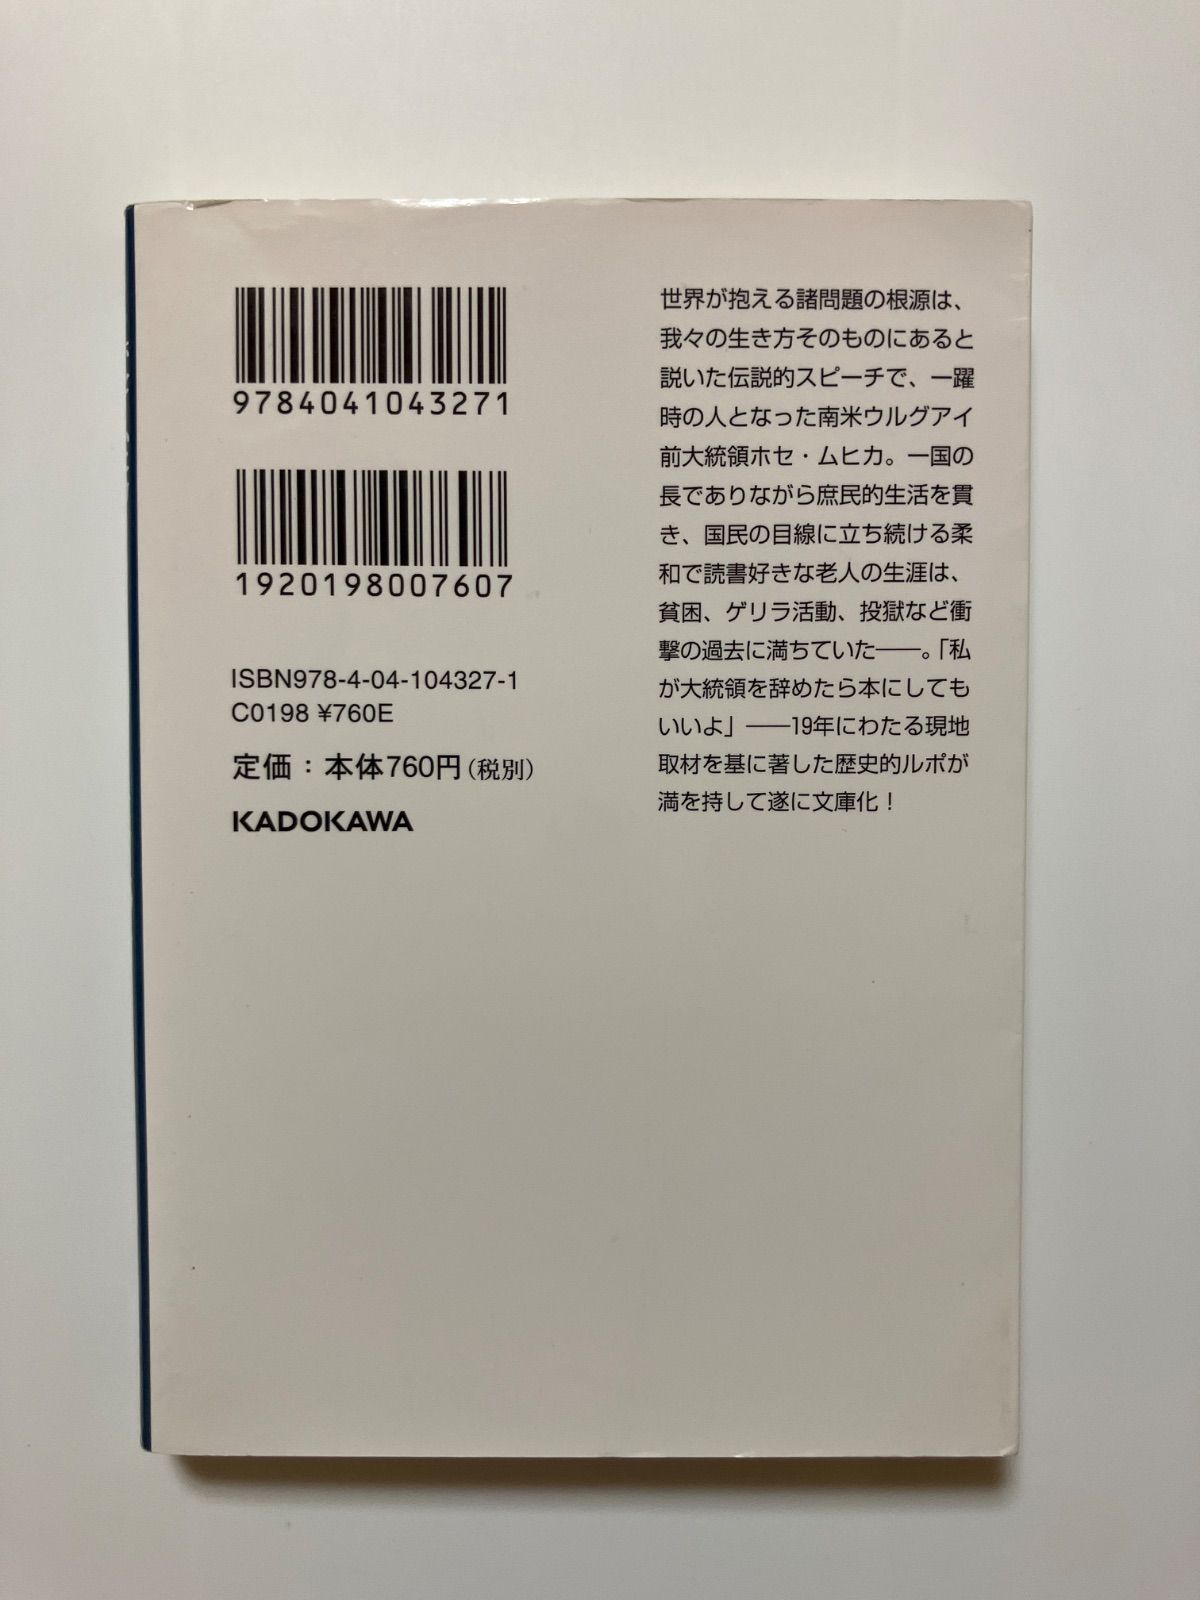 9784041043271
1920198007607
ISBN978-4-04-104327-1
C0198 ¥760E
定価：本体760円（税別）
KADOKAWA
世界が抱える諸問題の根源は、
我々の生き方そのものにあると
説いた伝説的スピーチで、一躍
時の人となった南米ウルグアイ
前大統領ホセ・ムヒカ。一国の
長でありながら庶民的生活を貫
き、国民の目線に立ち続ける柔
和で読書好きな老人の生涯は、
貧困、ゲリラ活動、投獄など衝
撃の過去に満ちていた――。「私
が大統領を辞めたら本にしても
いいよ」――19年にわたる現地
取材を基に著した歴史的ルポが
満を持して遂に文庫化！